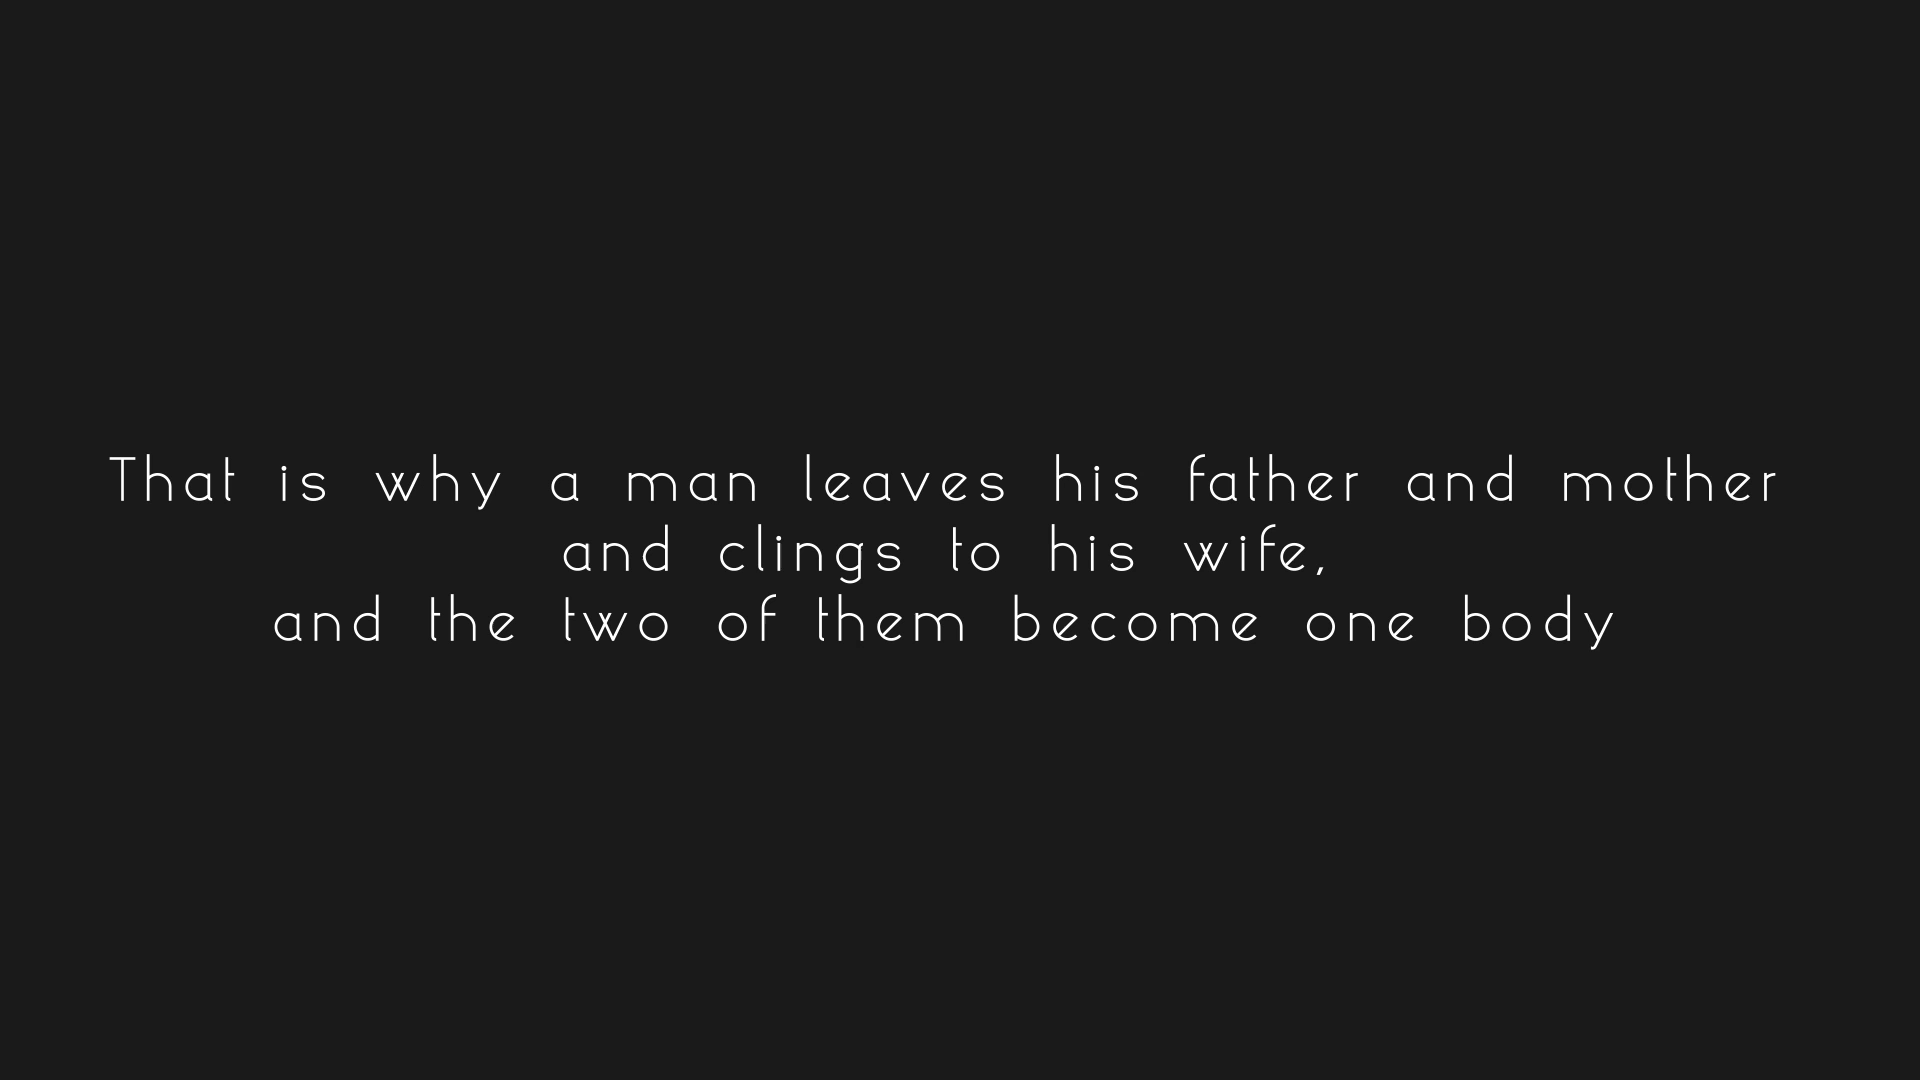 That is why a man leaves his father and mother
and clings to his wife,
and the two of them become one body